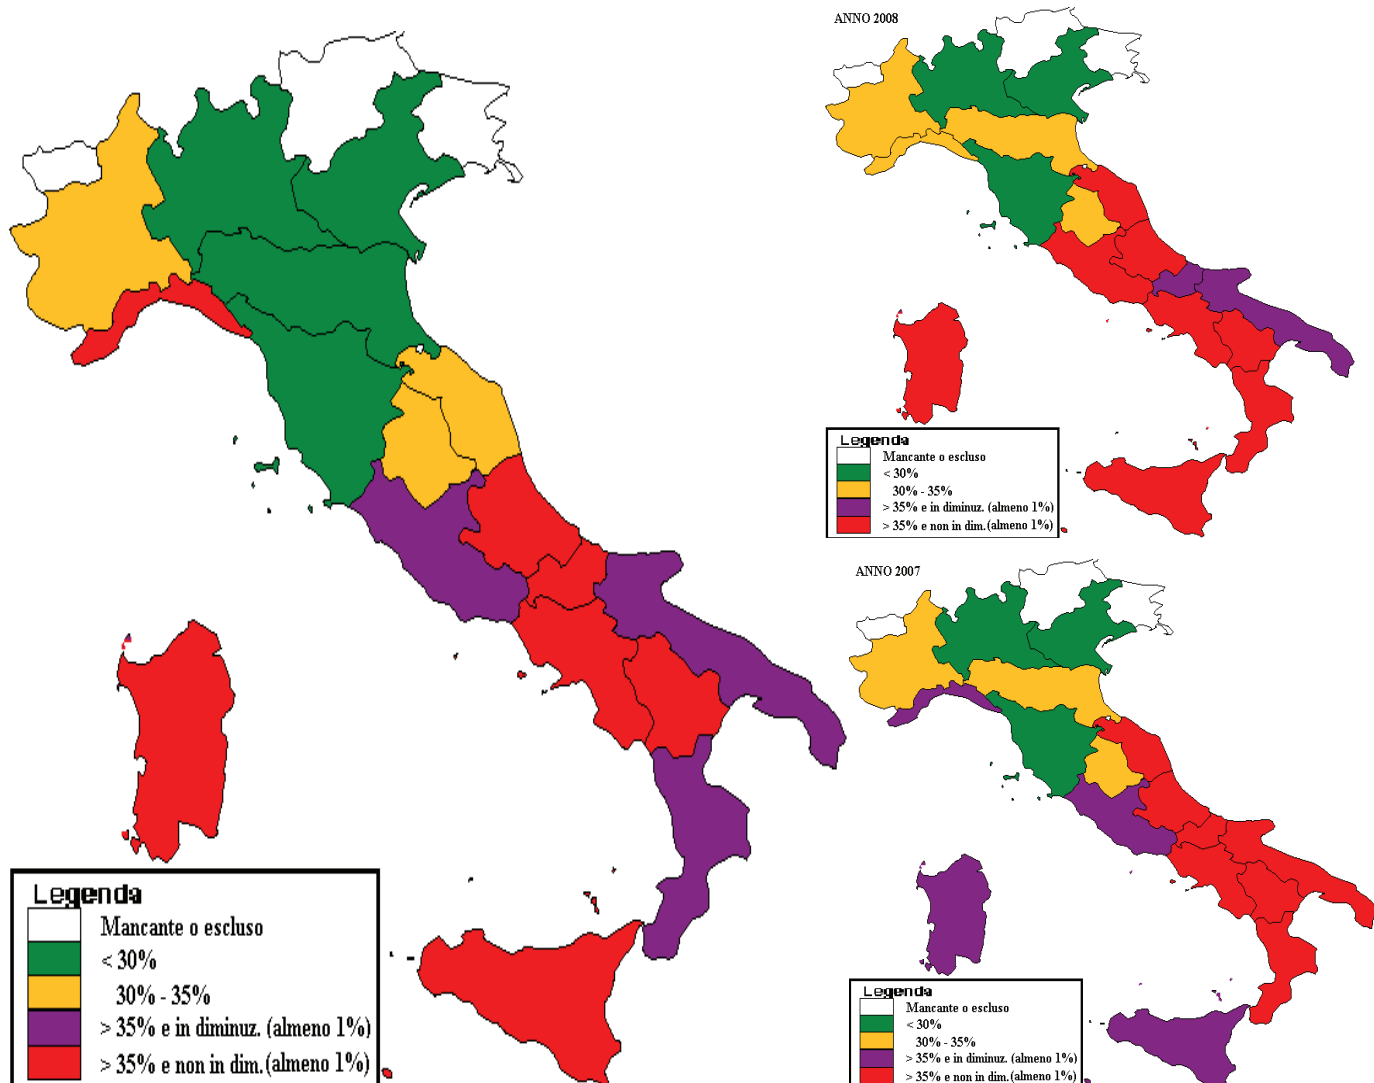 Legenda
Mancante o escluso
< 30%
30% - 35%
> 35% e in diminuz. (almeno 1%)
> 35% e non in dim.(almeno 1%)
ANNO 2008
Legenda
Mancante o escluso
< 30%
30% - 35%
> 35% e in diminuz. (almeno 1%)
> 35% e non in dim.(almeno 1%)
ANNO 2007
Legenda
Mancante o escluso
< 30%
30% - 35%
> 35% e in diminuz. (almeno 1%)
> 35% e non in dim.(almeno 1%)